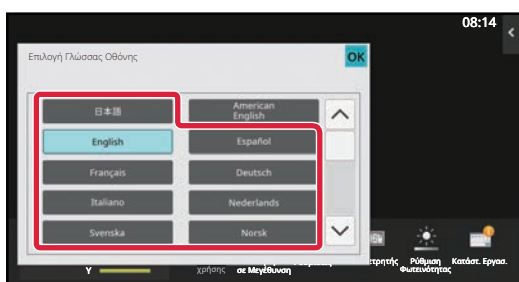 08:14
Επιλογή Γλώσσας Οθόνης
OK
日本語
American
English
English
Español
Français
Deutsch
Italiano
Nederlands
Svenska
Norsk
Ρύθμιση
Φωτεινότητας
Κατάστ. Εργασ.
Y
χρήσης
σε Μεγέθυνση